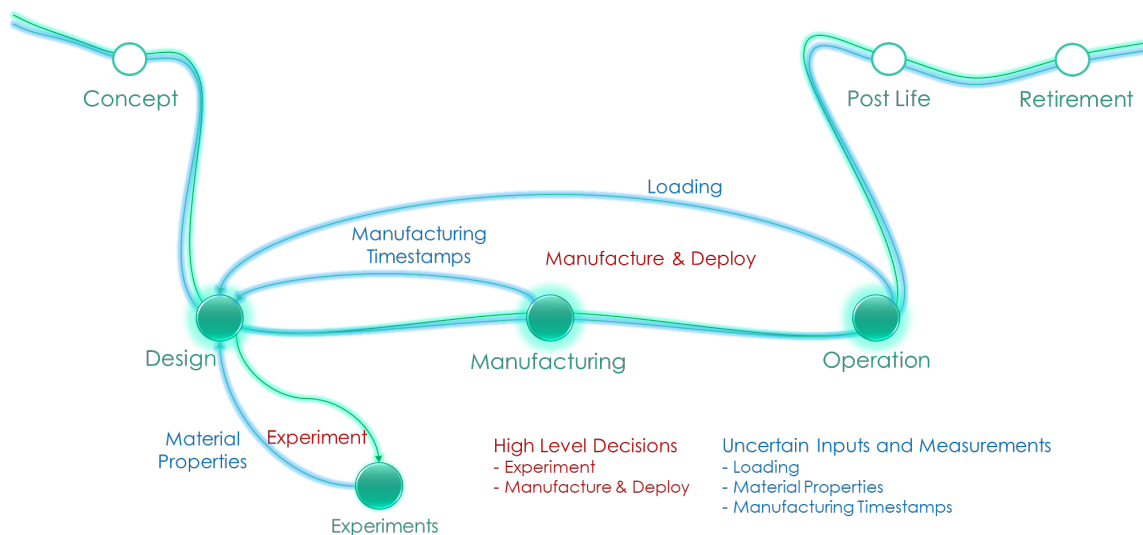 Concept
Post Life
Retirement
Loading
Manufacturing
Timestamps
Manufacture & Deploy
Design
Manufacturing
Operation
Material
Properties
Experiment
Experiments
High Level Decisions
- Experiment
- Manufacture & Deploy
Uncertain Inputs and Measurements
- Loading
- Material Properties
- Manufacturing Timestamps